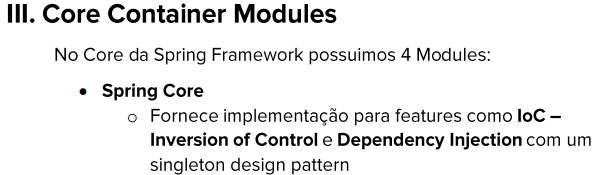 III. Core Container Modules
No Core da Spring Framework possuimos 4 Modules:
• Spring Core
o Fornece implementação para features como IoC –
Inversion of Control e Dependency Injection com um
singleton design pattern